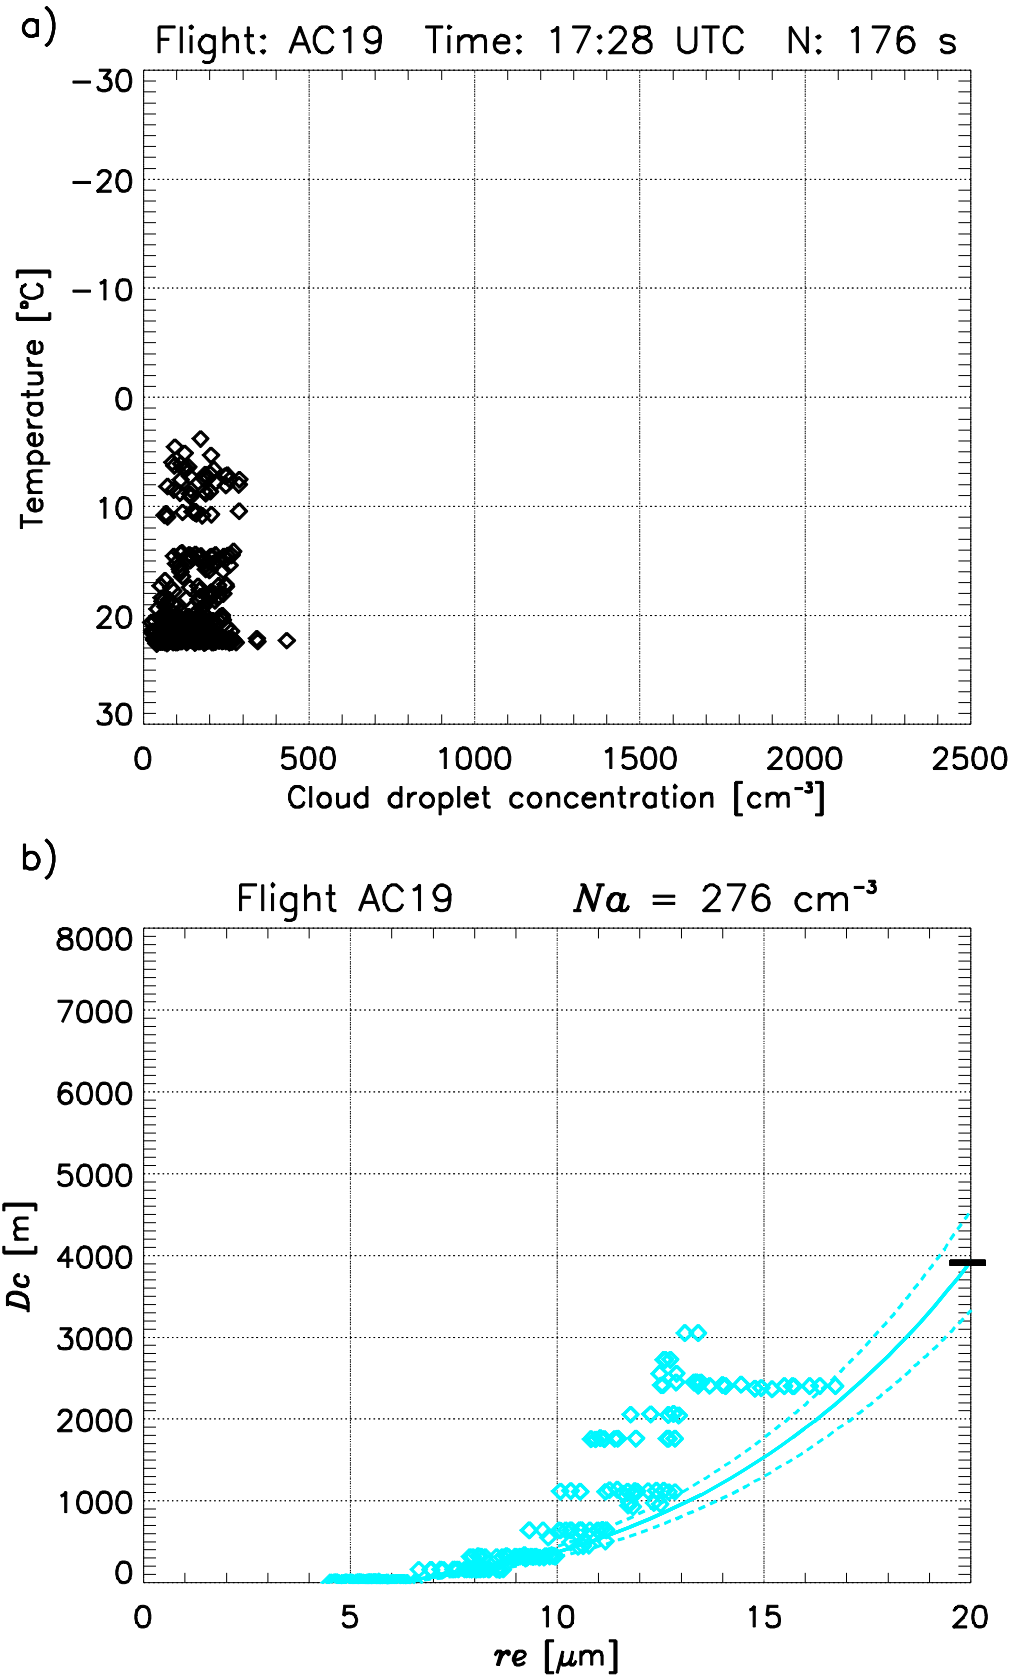 a)
Flight: AC19 Time: 17:28 UTC N: 176 s
−30
−20
−10
0
10
20
30
Temperature [°C]
0 500 1000 1500 2000 2500
Cloud droplet concentration [cm⁻³]
b)
Flight AC19 Na = 276 cm⁻³
8000
7000
6000
5000
4000
3000
2000
1000
0
Dc [m]
0 5 10 15 20
re [μm]